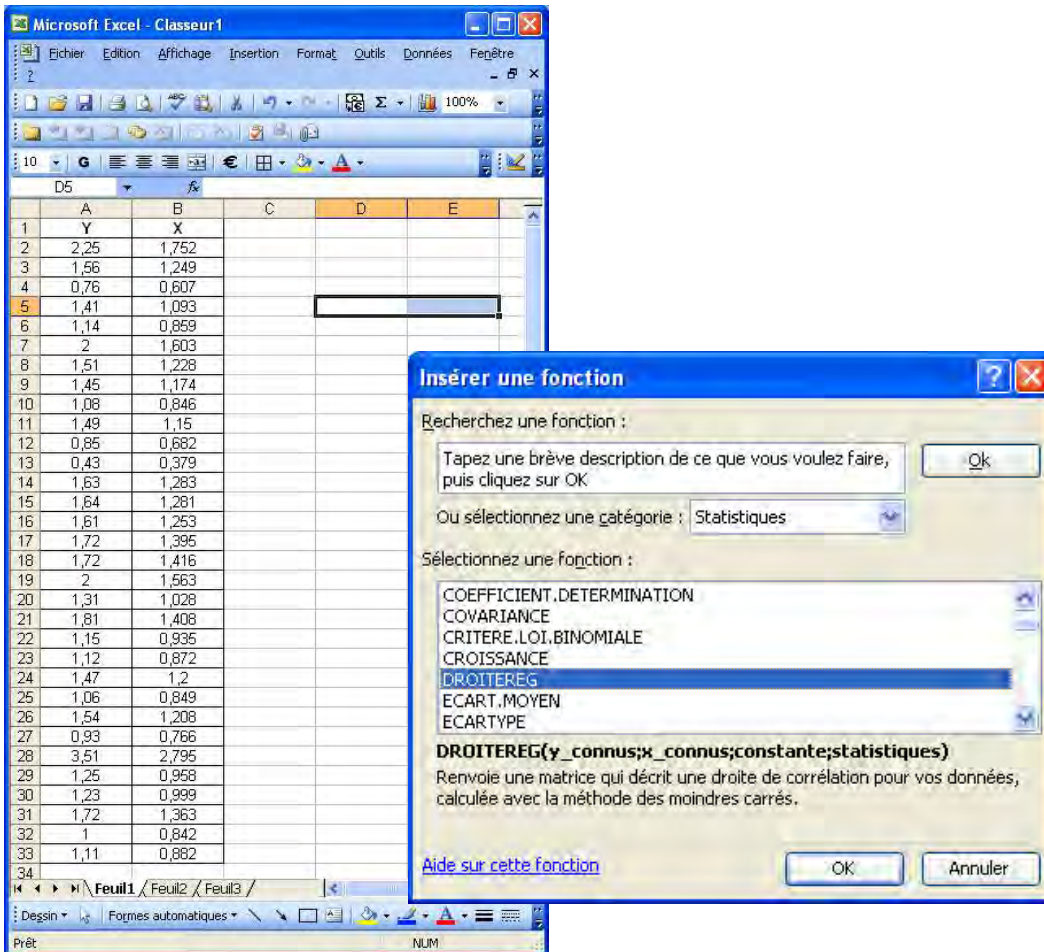 Microsoft Excel - Classeur1
Fichier Edition Affichage Insertion Format Outils Données Fenêtre
?
100%
10 G € A
D5 fx
A B C D E
1 Y X
2 2,25 1,752
3 1,56 1,249
4 0,76 0,607
5 1,41 1,093
6 1,14 0,859
7 2 1,603
8 1,51 1,228
9 1,45 1,174
10 1,08 0,846
11 1,49 1,15
12 0,85 0,682
13 0,43 0,379
14 1,63 1,283
15 1,64 1,281
16 1,61 1,253
17 1,72 1,395
18 1,72 1,416
19 2 1,563
20 1,31 1,028
21 1,81 1,408
22 1,15 0,935
23 1,12 0,872
24 1,47 1,2
25 1,06 0,849
26 1,54 1,208
27 0,93 0,766
28 3,51 2,795
29 1,25 0,958
30 1,23 0,999
31 1,72 1,363
32 1 0,842
33 1,11 0,882
34
Feuil1 / Feuil2 / Feuil3 /
Dessin Formes automatiques A
Prêt NUM
Insérer une fonction
Recherchez une fonction :
Tapez une brève description de ce que vous voulez faire,
puis cliquez sur OK
Ok
Ou sélectionnez une catégorie : Statistiques
Sélectionnez une fonction :
COEFFICIENT.DETERMINATION
COVARIANCE
CRITERE.LOI.BINOMIALE
CROISSANCE
DROITEREG
ECART.MOYEN
ECARTYPE
DROITEREG(y_connus;x_connus;constante;statistiques)
Renvoie une matrice qui décrit une droite de corrélation pour vos données,
calculée avec la méthode des moindres carrés.
Aide sur cette fonction
OK Annuler